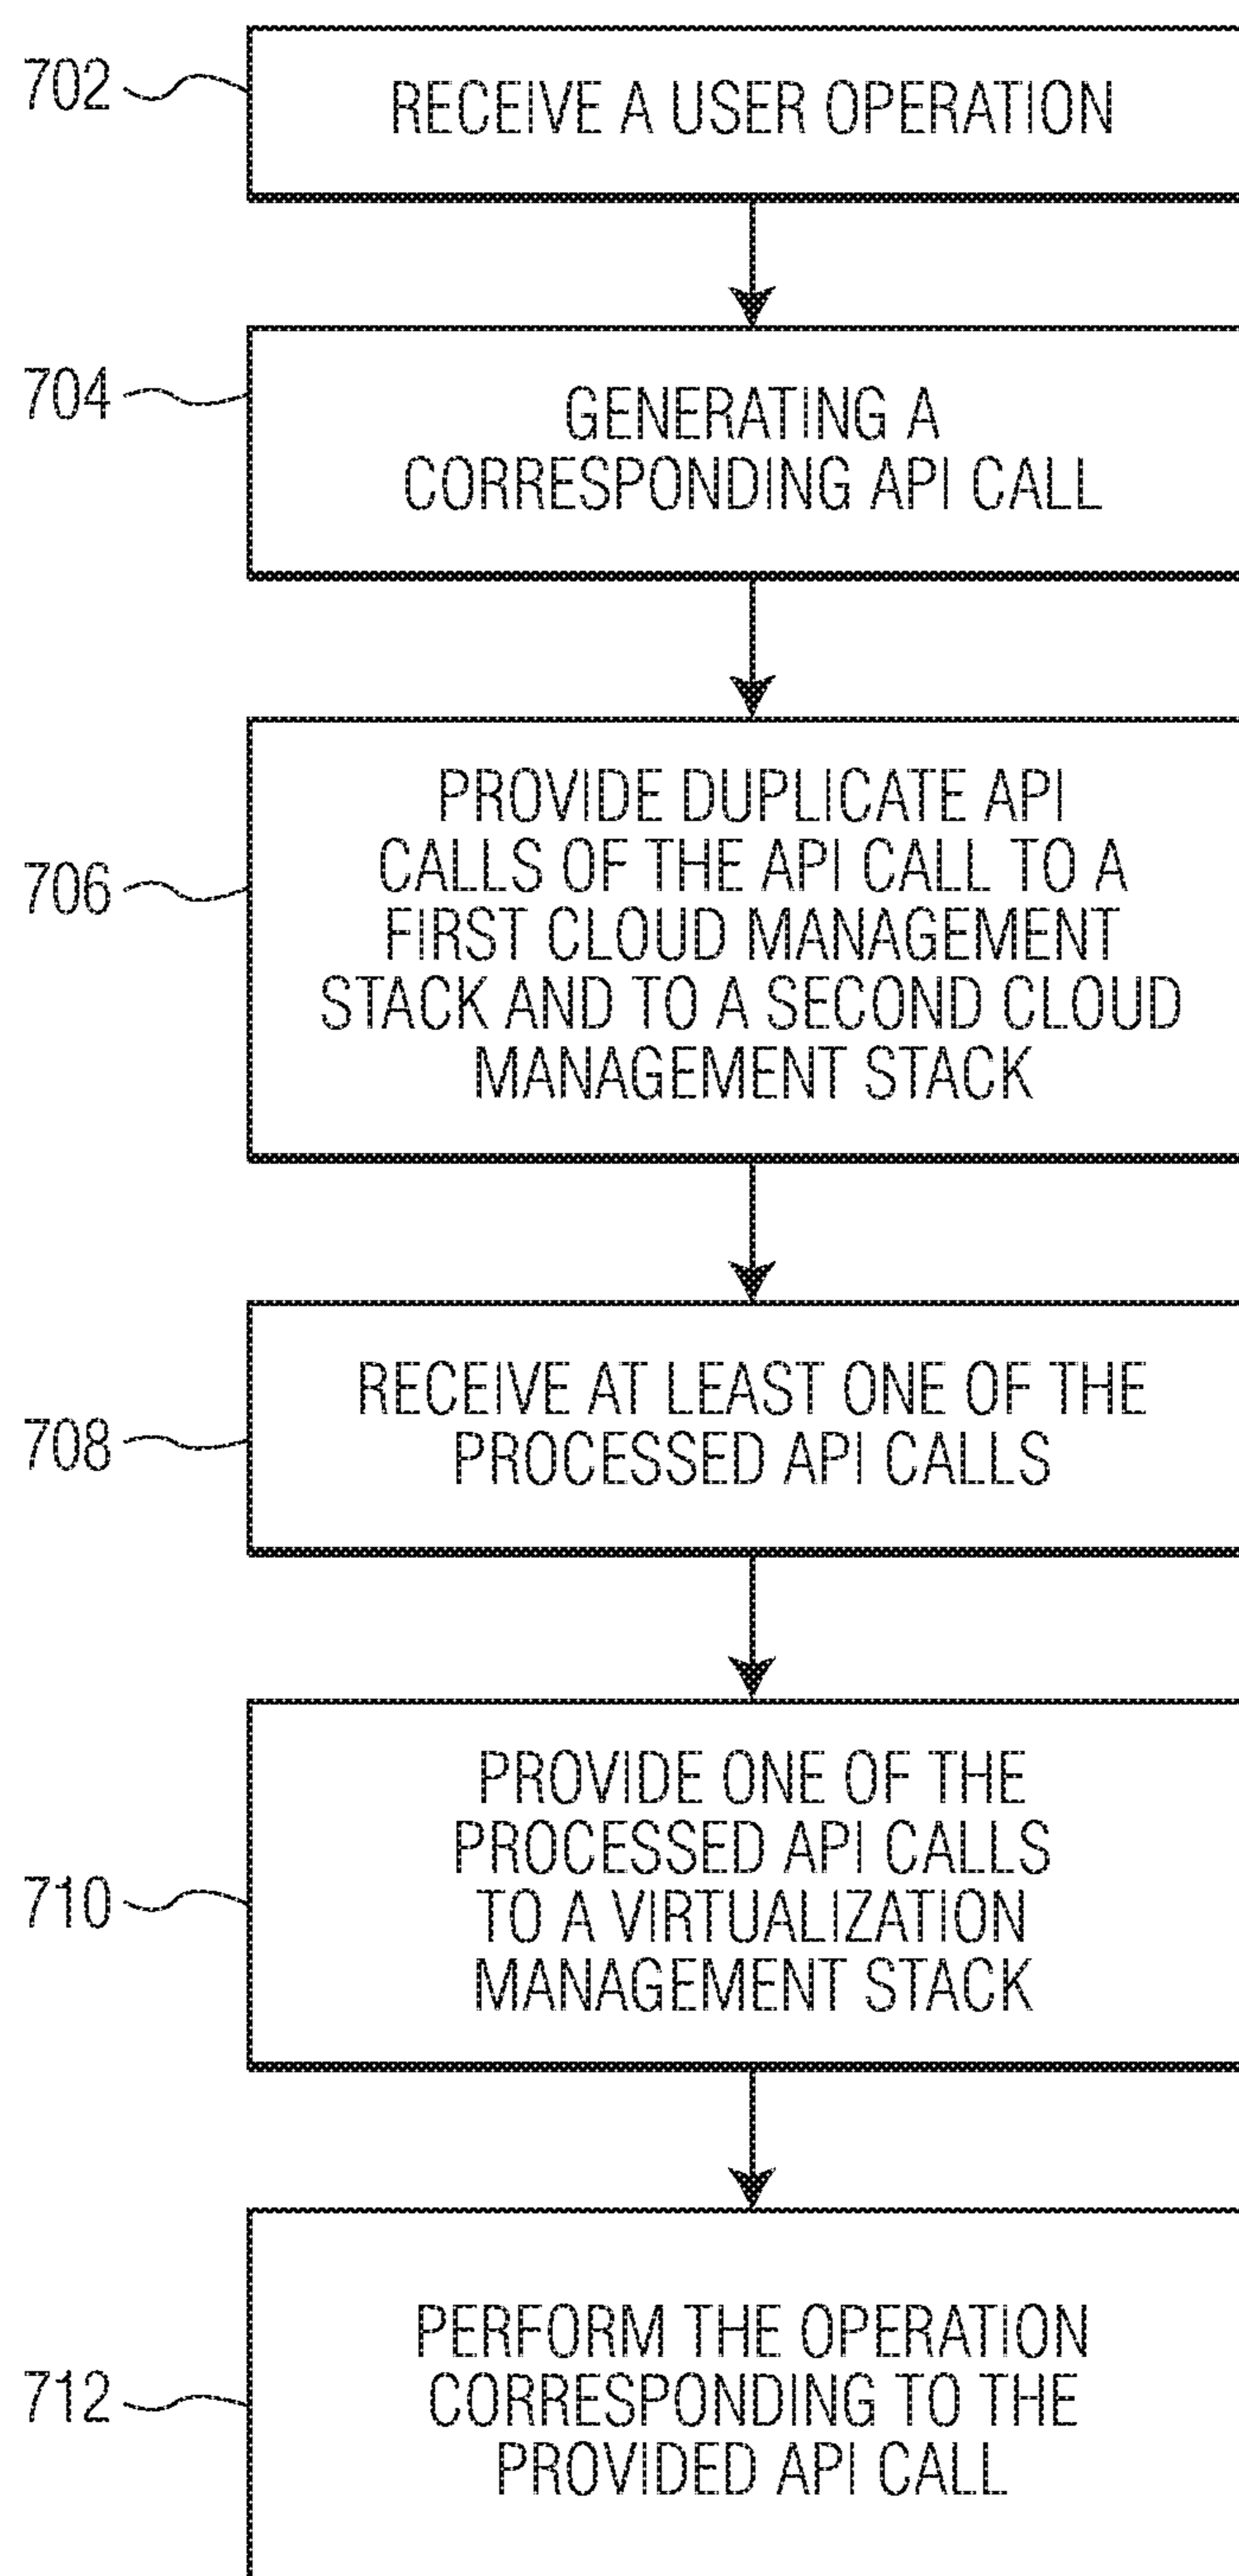 702
RECEIVE A USER OPERATION
704
GENERATING A
CORRESPONDING API CALL
706
PROVIDE DUPLICATE API
CALLS OF THE API CALL TO A
FIRST CLOUD MANAGEMENT
STACK AND TO A SECOND CLOUD
MANAGEMENT STACK
708
RECEIVE AT LEAST ONE OF THE
PROCESSED API CALLS
710
PROVIDE ONE OF THE
PROCESSED API CALLS
TO A VIRTUALIZATION
MANAGEMENT STACK
712
PERFORM THE OPERATION
CORRESPONDING TO THE
PROVIDED API CALL